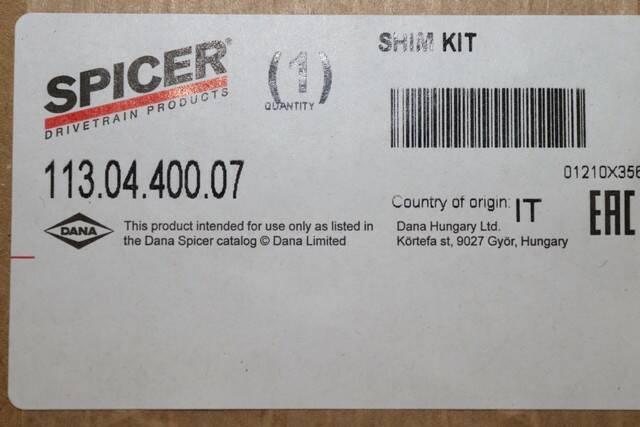 SPICER®
DRIVETRAIN PRODUCTS
(1)
QUANTITY
SHIM KIT
113.04.400.07
01210X356
DANA
This product intended for use only as listed in
the Dana Spicer catalog © Dana Limited
Country of origin: IT
Dana Hungary Ltd.
Körtefa st, 9027 Györ, Hungary
EAC